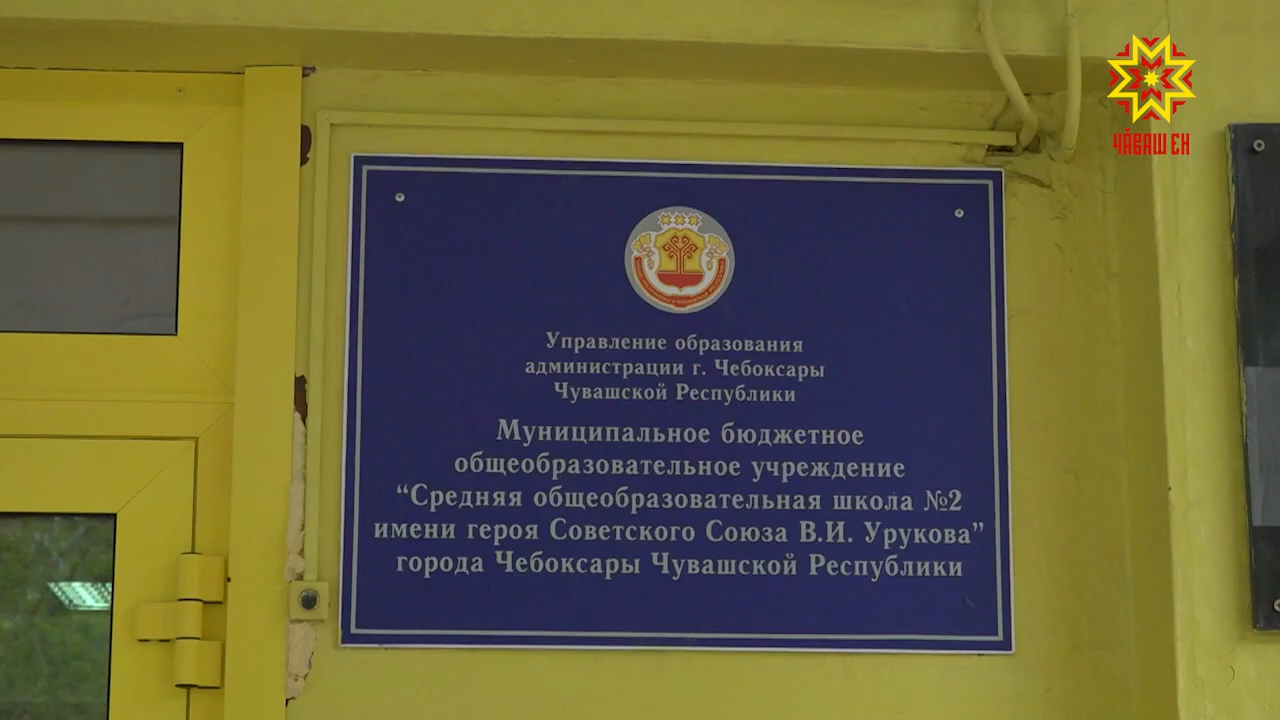 ЧӐВАШ ЕН
Управление образования
администрации г. Чебоксары
Чувашской Республики
Муниципальное бюджетное
общеобразовательное учреждение
“Средняя общеобразовательная школа №2
имени героя Советского Союза В.И. Урукова”
города Чебоксары Чувашской Республики